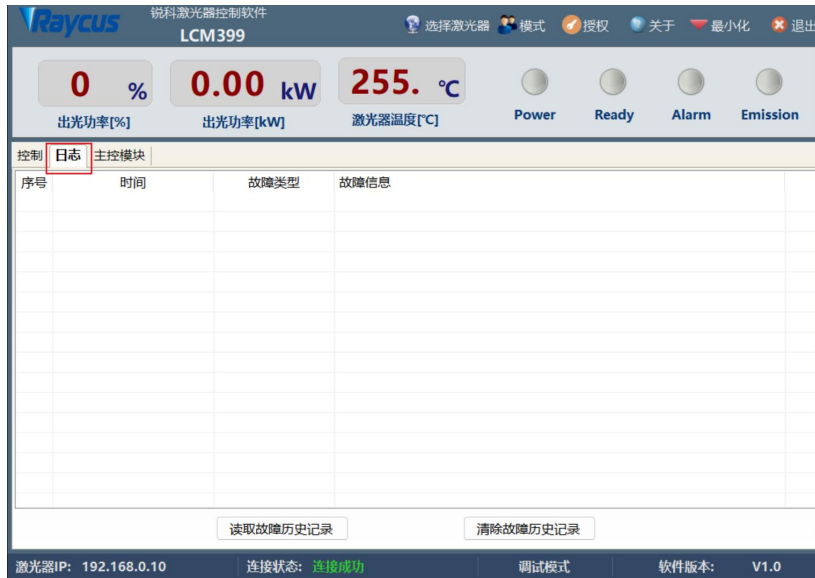 Raycus 锐科激光器控制软件
LCM399
选择激光器 模式 授权 关于 最小化 退出
0 % 0.00 kW 255. ℃
出光功率[%] 出光功率[kW] 激光器温度[℃] Power Ready Alarm Emission
控制 日志 主控模块
序号 时间 故障类型 故障信息
读取故障历史记录 清除故障历史记录
激光器IP: 192.168.0.10 连接状态: 连接成功 调试模式 软件版本: V1.0